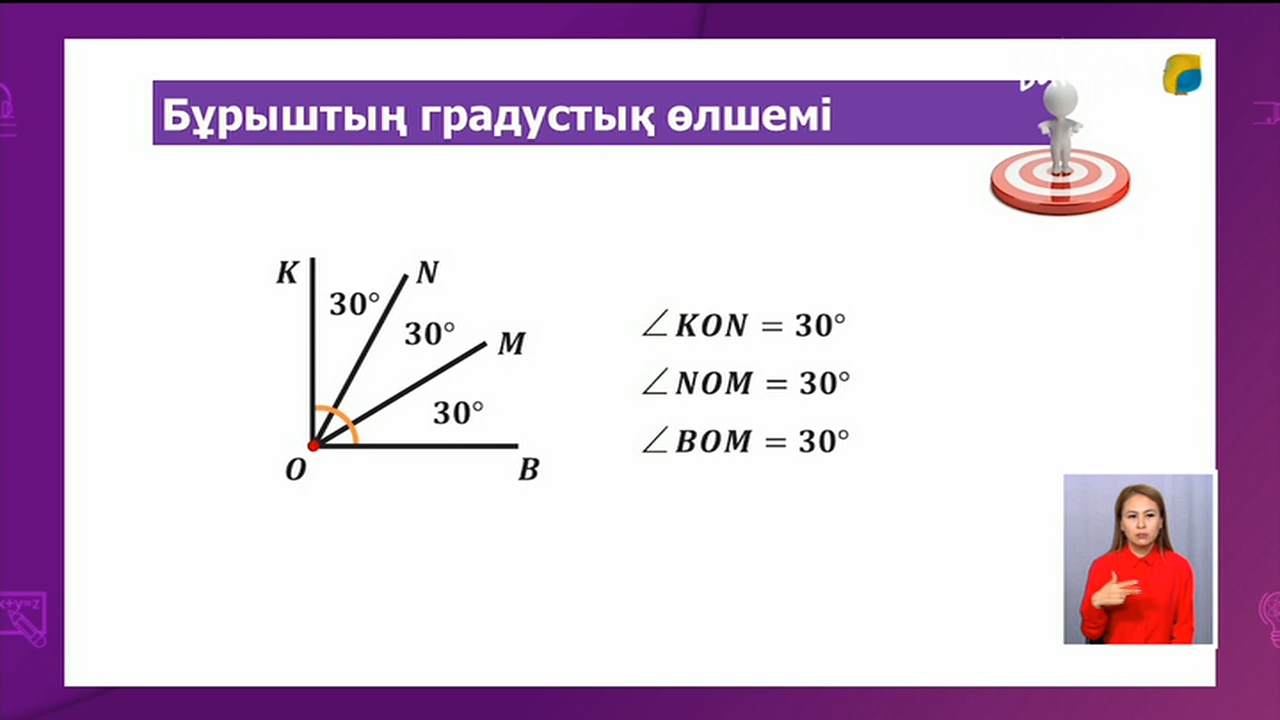 Бұрыштың градустық өлшемі
K
N
30°
30°
M
30°
O
B
∠KON = 30°
∠NOM = 30°
∠BOM = 30°
x+y=z